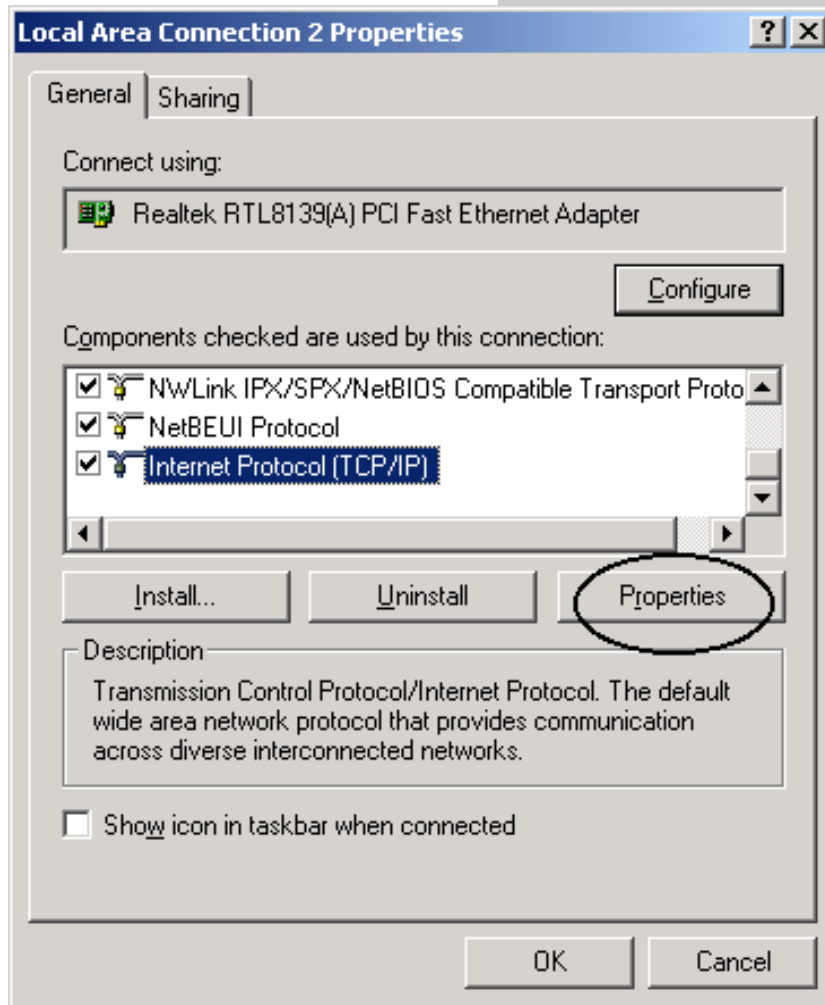 Local Area Connection 2 Properties
General
Sharing
Connect using:
Realtek RTL8139(A) PCI Fast Ethernet Adapter
Configure
Components checked are used by this connection:
NWLink IPX/SPX/NetBIOS Compatible Transport Proto
NetBEUI Protocol
Internet Protocol (TCP/IP)
Install...
Uninstall
Properties
Description
Transmission Control Protocol/Internet Protocol. The default
wide area network protocol that provides communication
across diverse interconnected networks.
Show icon in taskbar when connected
OK
Cancel